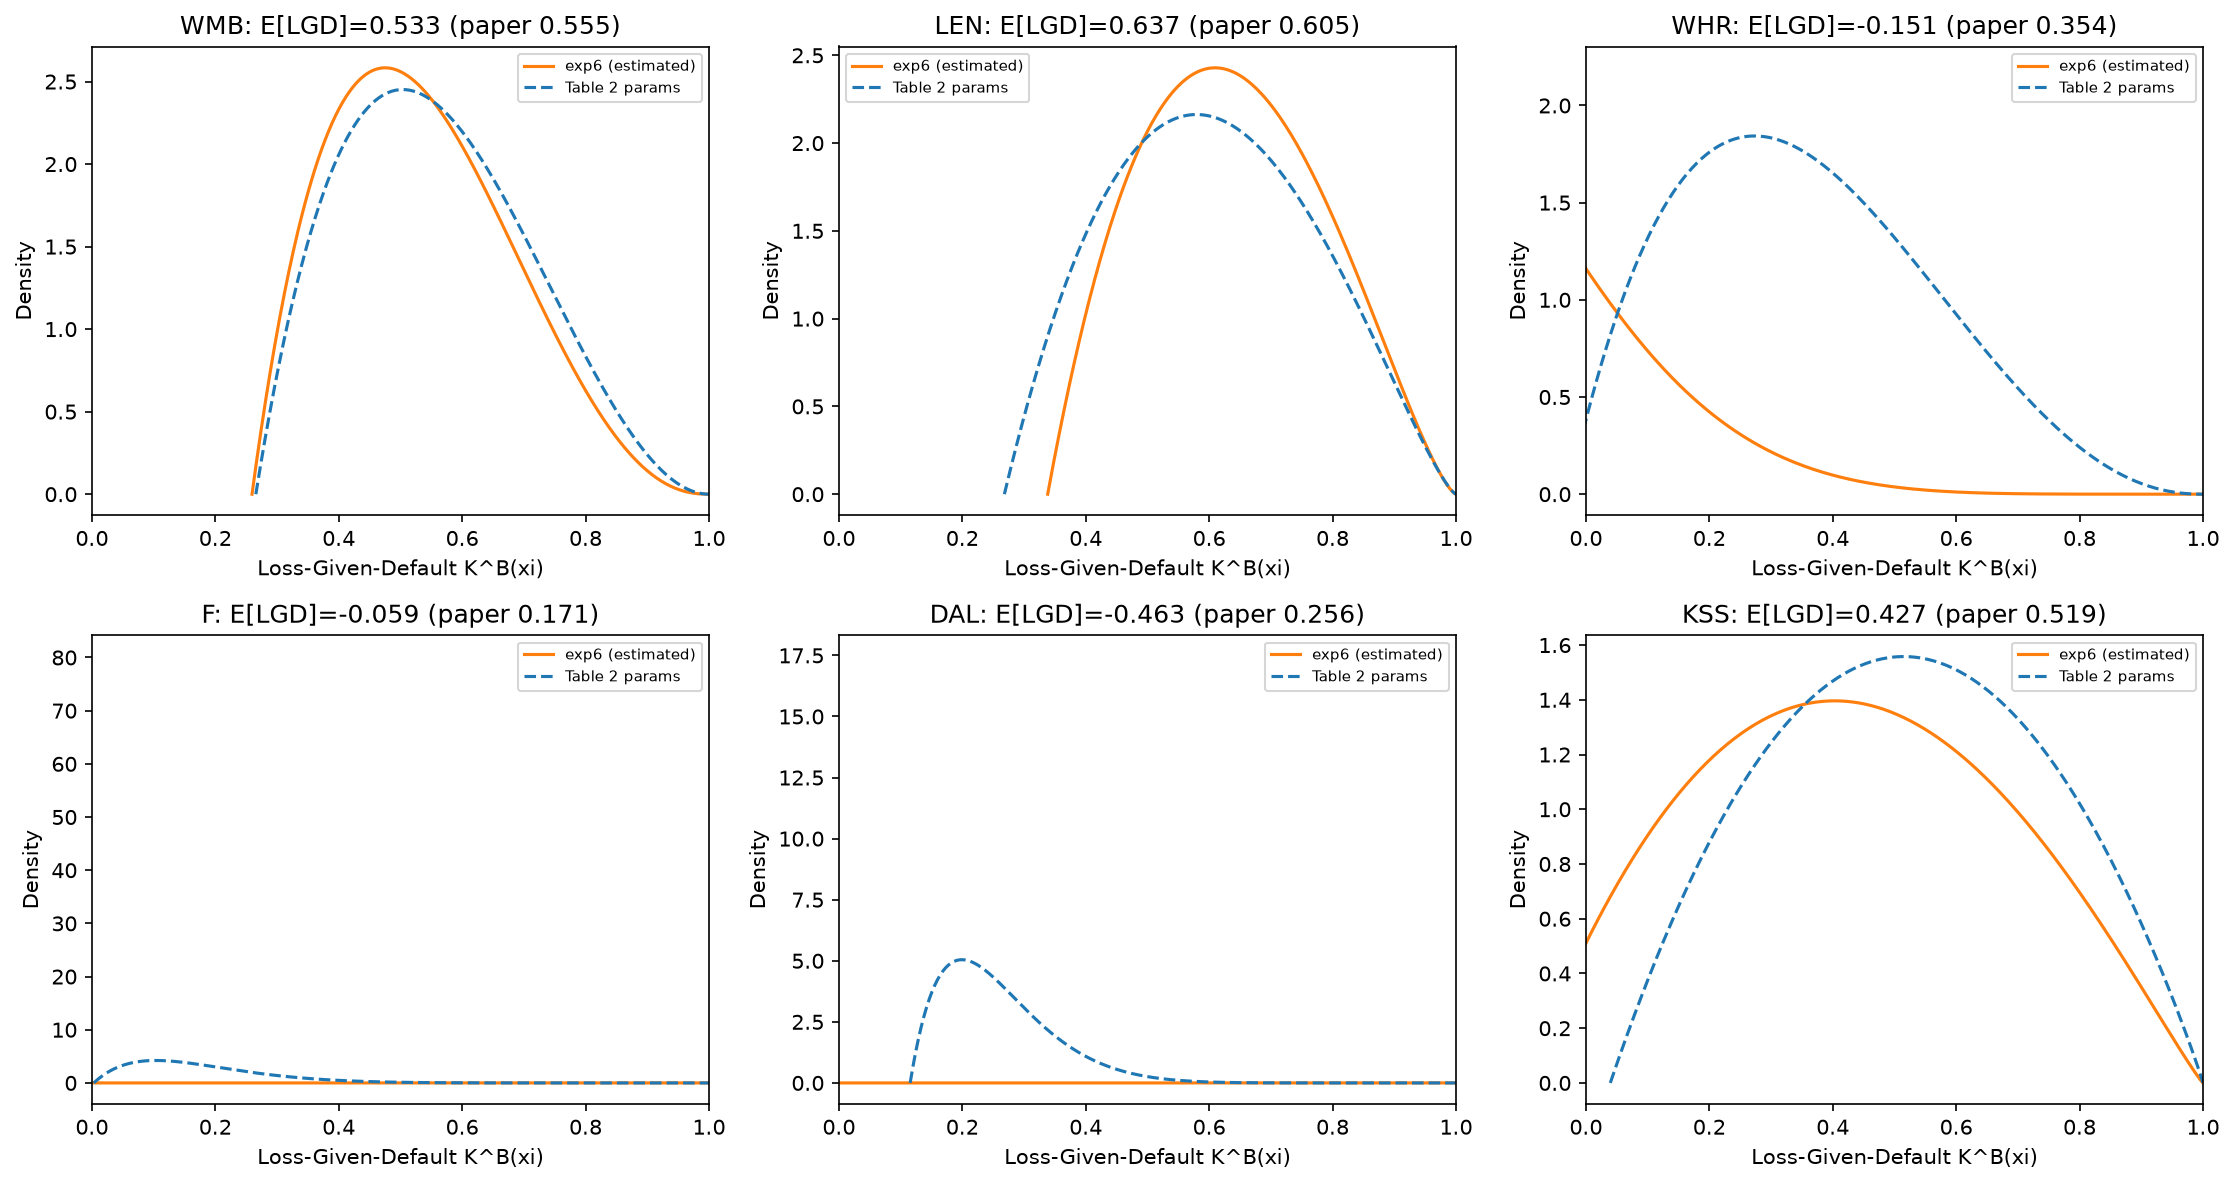 WMB: E[LGD]=0.533 (paper 0.555)
2.5
2.0
1.5
1.0
0.5
0.0
Density
exp6 (estimated)
Table 2 params
0.0 0.2 0.4 0.6 0.8 1.0
Loss-Given-Default K^B(xi)
LEN: E[LGD]=0.637 (paper 0.605)
2.5
2.0
1.5
1.0
0.5
0.0
Density
exp6 (estimated)
Table 2 params
0.0 0.2 0.4 0.6 0.8 1.0
Loss-Given-Default K^B(xi)
WHR: E[LGD]=-0.151 (paper 0.354)
2.0
1.5
1.0
0.5
0.0
Density
exp6 (estimated)
Table 2 params
0.0 0.2 0.4 0.6 0.8 1.0
Loss-Given-Default K^B(xi)
F: E[LGD]=-0.059 (paper 0.171)
80
70
60
50
40
30
20
10
0
Density
exp6 (estimated)
Table 2 params
0.0 0.2 0.4 0.6 0.8 1.0
Loss-Given-Default K^B(xi)
DAL: E[LGD]=-0.463 (paper 0.256)
17.5
15.0
12.5
10.0
7.5
5.0
2.5
0.0
Density
exp6 (estimated)
Table 2 params
0.0 0.2 0.4 0.6 0.8 1.0
Loss-Given-Default K^B(xi)
KSS: E[LGD]=0.427 (paper 0.519)
1.6
1.4
1.2
1.0
0.8
0.6
0.4
0.2
0.0
Density
exp6 (estimated)
Table 2 params
0.0 0.2 0.4 0.6 0.8 1.0
Loss-Given-Default K^B(xi)